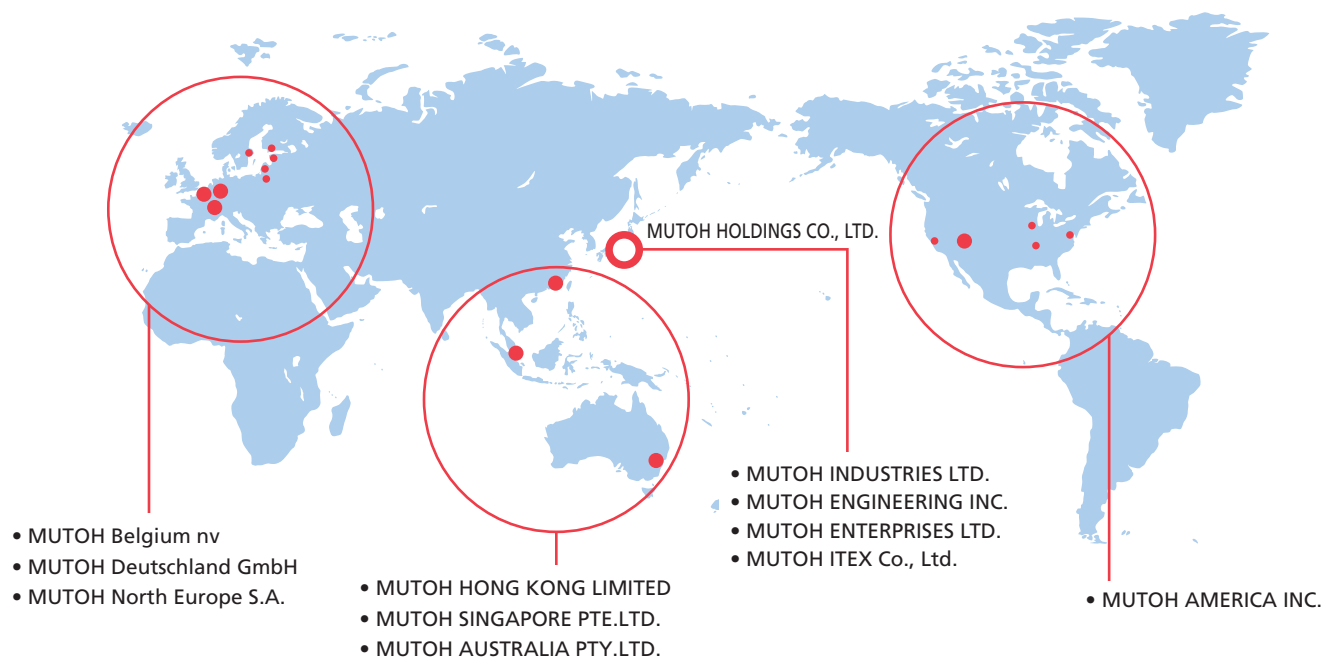 MUTOH HOLDINGS CO., LTD.
• MUTOH Belgium nv
• MUTOH Deutschland GmbH
• MUTOH North Europe S.A.
• MUTOH HONG KONG LIMITED
• MUTOH SINGAPORE PTE.LTD.
• MUTOH AUSTRALIA PTY.LTD.
• MUTOH INDUSTRIES LTD.
• MUTOH ENGINEERING INC.
• MUTOH ENTERPRISES LTD.
• MUTOH ITEX Co., Ltd.
• MUTOH AMERICA INC.